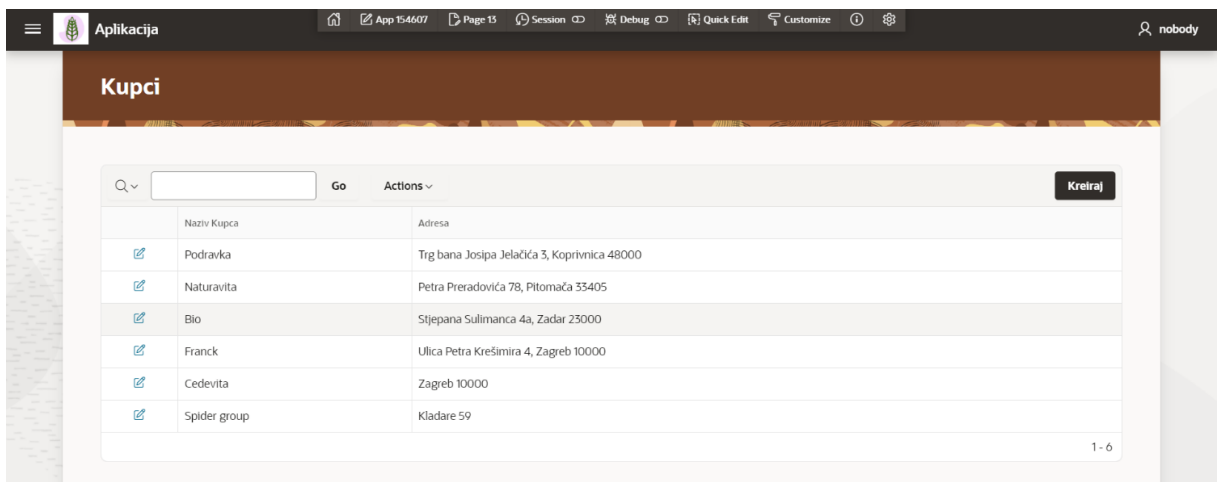 Aplikacija App 154607 Page 13 Session Debug Quick Edit Customize nobody
Kupci
Go Actions Kreiraj
Naziv Kupca Adresa
Podravka Trg bana Josipa Jelačića 3, Koprivnica 48000
Naturavita Petra Preradovića 78, Pitomača 33405
Bio Stjepana Sulimanca 4a, Zadar 23000
Franck Ulica Petra Krešimira 4, Zagreb 10000
Cedevita Zagreb 10000
Spider group Kladare 59
1 - 6